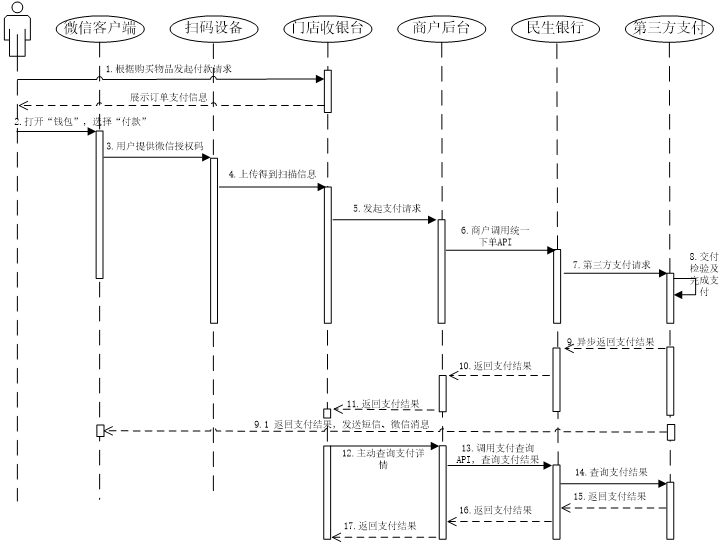 微信客户端
扫码设备
门店收银台
商户后台
民生银行
第三方支付
1.根据购买物品发起付款请求
展示订单支付信息
2.打开“钱包”，选择“付款”
3.用户提供微信授权码
4.上传得到扫描信息
5.发起支付请求
6.商户调用统一
下单API
7.第三方支付请求
8.交付
检验及
完成支
付
9.异步返回支付结果
10.返回支付结果
11.返回支付结果
9.1 返回支付结果，发送短信、微信消息
12.主动查询支付详
情
13.调用支付查询
API，查询支付结果
14.查询支付结果
15.返回支付结果
16.返回支付结果
17.返回支付结果